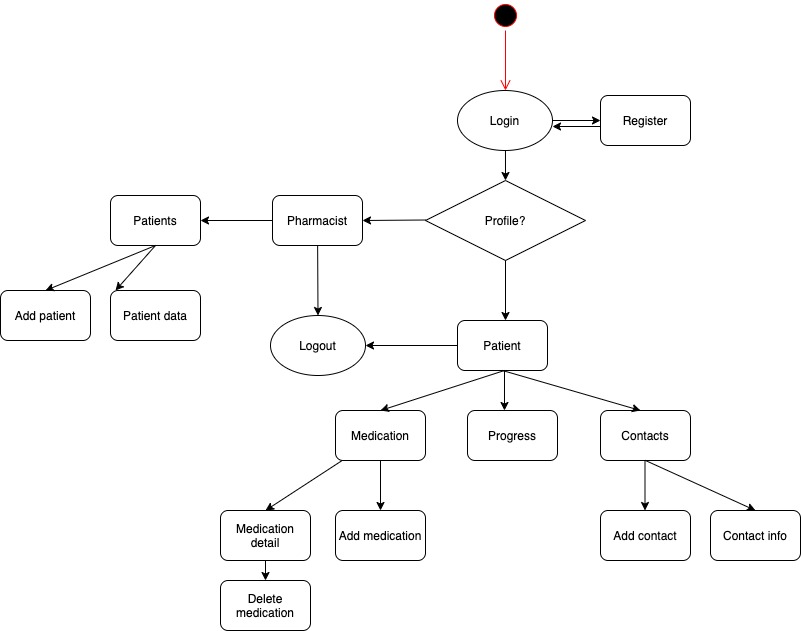 Login
Register
Patients
Pharmacist
Profile?
Add patient
Patient data
Logout
Patient
Medication
Progress
Contacts
Medication
detail
Add medication
Add contact
Contact info
Delete
medication